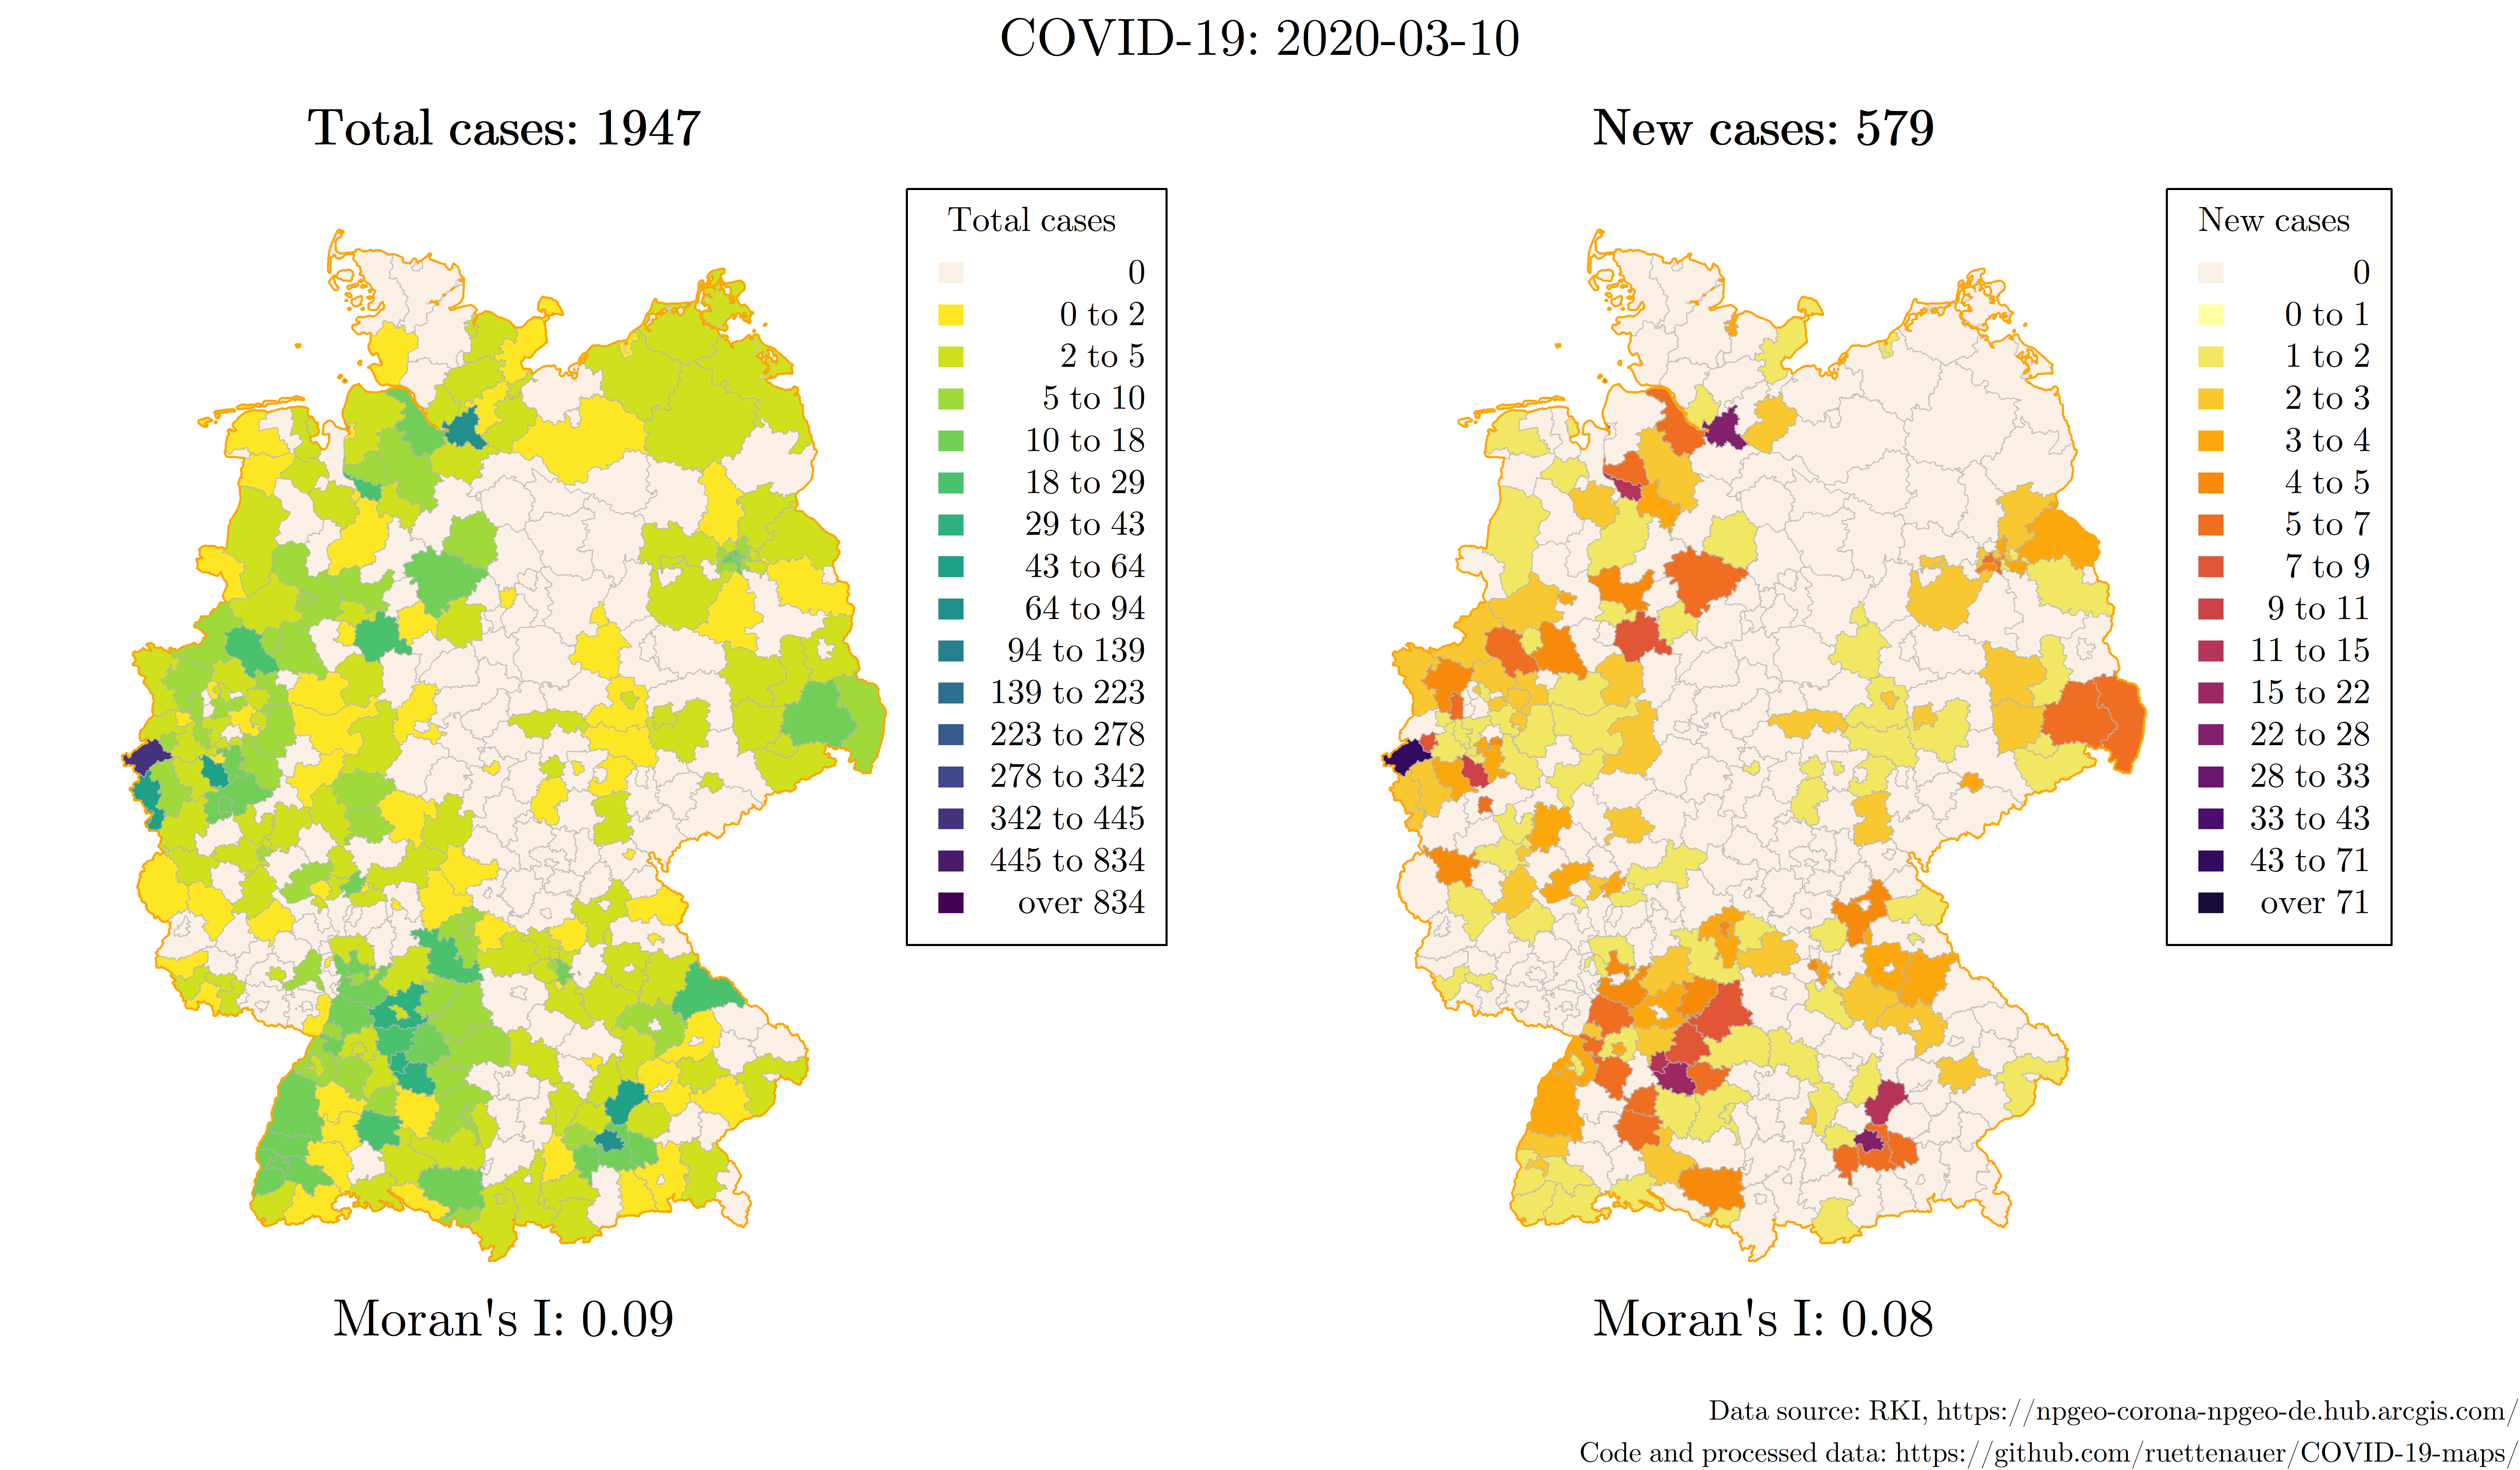 COVID-19: 2020-03-10
Total cases: 1947
Total cases
0
0 to 2
2 to 5
5 to 10
10 to 18
18 to 29
29 to 43
43 to 64
64 to 94
94 to 139
139 to 223
223 to 278
278 to 342
342 to 445
445 to 834
over 834
Moran's I: 0.09
New cases: 579
New cases
0
0 to 1
1 to 2
2 to 3
3 to 4
4 to 5
5 to 7
7 to 9
9 to 11
11 to 15
15 to 22
22 to 28
28 to 33
33 to 43
43 to 71
over 71
Moran's I: 0.08
Data source: RKI, https://npgeo-corona-npgeo-de.hub.arcgis.com/
Code and processed data: https://github.com/ruettenauer/COVID-19-maps/